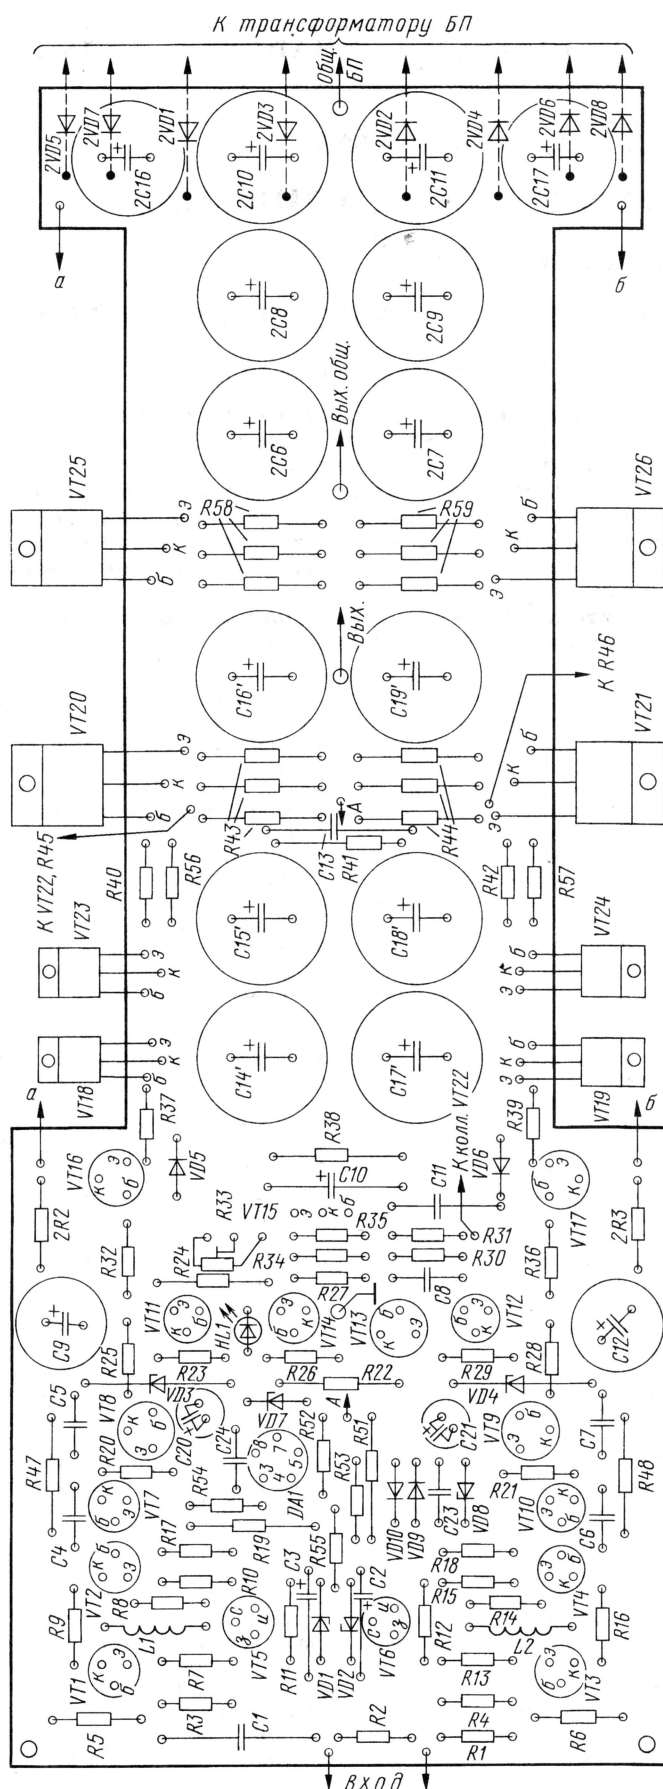 К трансформатору БП
Общ.
БП
2VD5
2VD7
2VD1
2VD3
2VD2
2VD4
2VD6
2VD8
+
2C16
+
2C10
+
2C11
+
2C17
а
б
+
2C8
+
2C9
Вых. общ.
+
2C6
+
2C7
VT25
VT26
R58
R59
э
к
б
б
к
э
Вых.
К R46
+
C16'
+
C19'
VT20
VT21
э
к
б
б
к
э
R43
А
R44
C13
R41
К VT22, R45
R40
R56
R42
R57
VT23
VT24
э
к
б
б
к
э
+
C15'
+
C18'
+
C14'
+
C17'
VT18
VT19
э
к
б
б
к
э
а
б
R37
R39
R38
VT16
VD5
C10
+
C11
К колл. VT22
VD6
VT17
к
э
б
б
э
к
2R2
R32
R33
VT15
э
к
б
R35
R31
R30
R36
2R3
R24
R34
R27
C8
C9
+
VT11
к
э
б
HL1
VT14
б
э
к
VT13
б
к
э
VT12
к
э
б
C12
+
R25
R23
R26
R22
R29
R28
VD3
VD7
А
VD4
C5
VT8
к
б
э
C20
+
C24
R52
R51
C21
+
VT9
б
к
э
C7
R47
R20
R54
8
7
3
4
5
DA1
R53
R21
R48
C4
VT7
к
б
э
R19
VD10
VD9
C23
VD8
VT10
к
б
э
C6
R17
R55
R18
VT2
к
б
э
R10
C3
+
C2
+
R15
VT4
э
б
к
R9
R8
L1
VT5
с
з
и
R11
VD1
VD2
VT6
с
и
з
R12
R14
L2
R16
VT1
э
к
б
R7
R13
VT3
э
к
б
R5
R3
C1
R2
R4
R1
R6
Вход